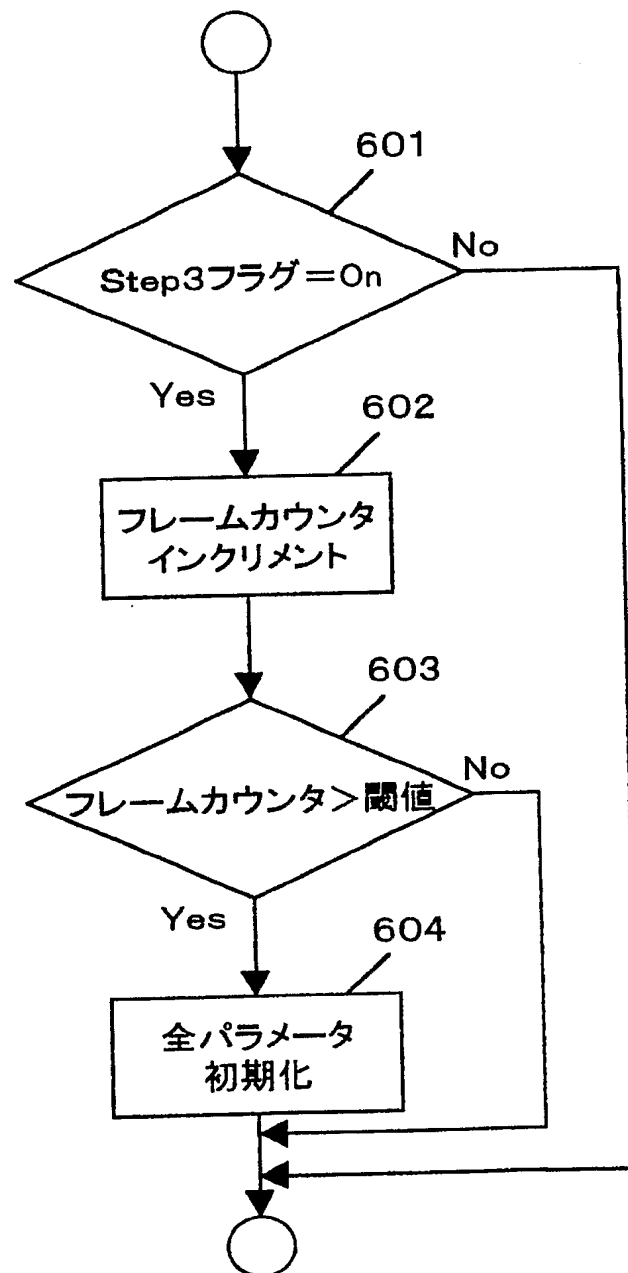 601
Step3フラグ=On
No
Yes
602
フレームカウンタ
インクリメント
603
フレームカウンタ>閾値
No
Yes
604
全パラメータ
初期化